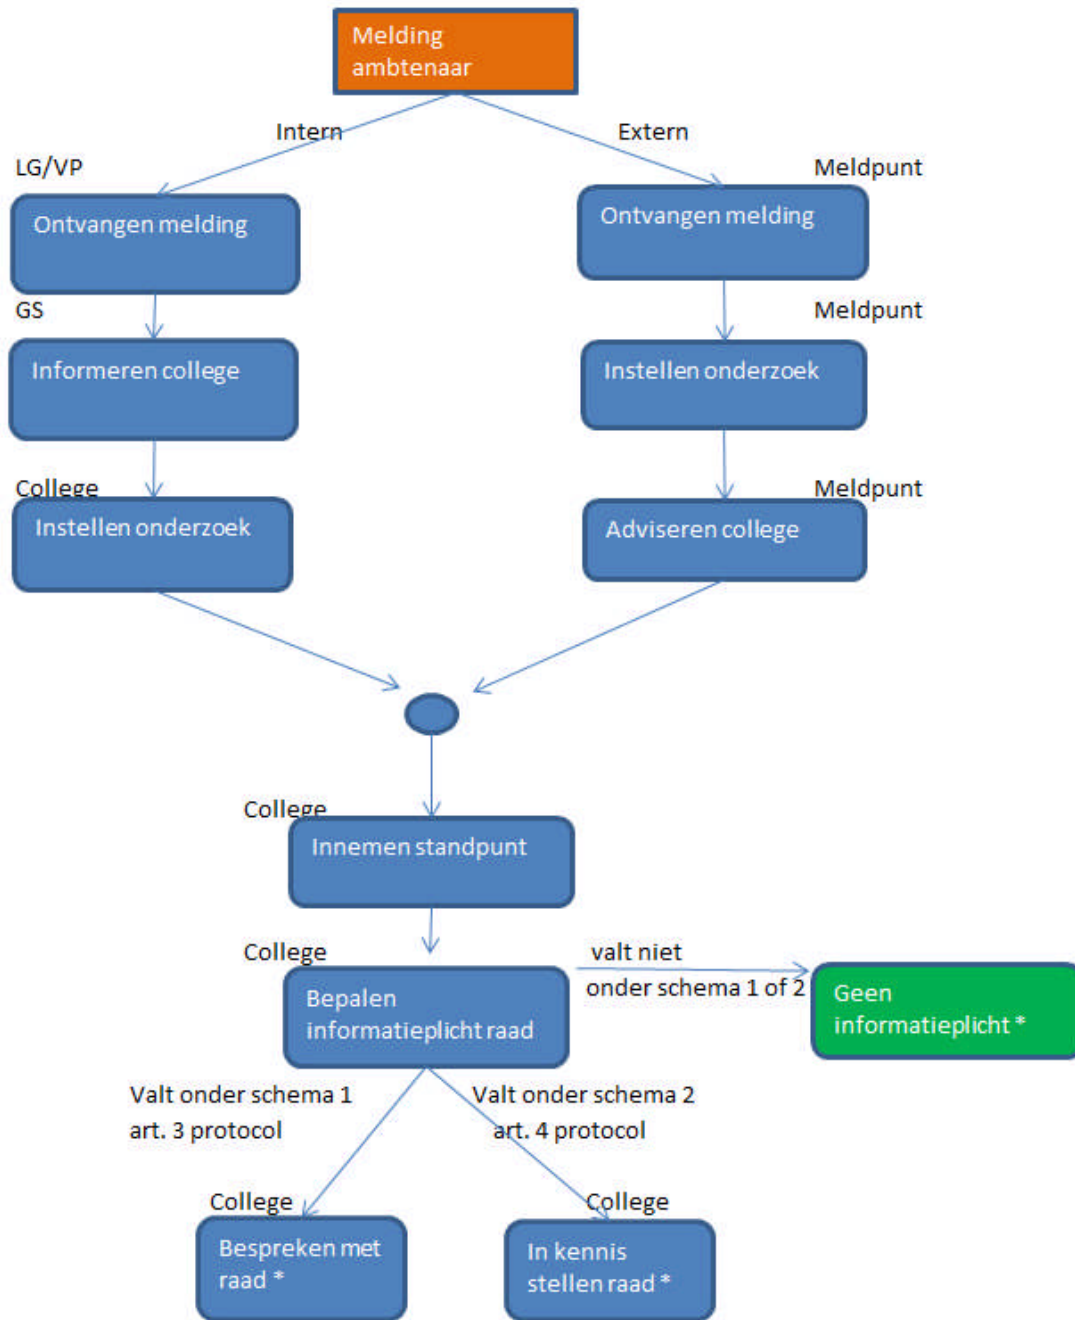 Melding
ambtenaar
Intern
Extern
LG/VP
Meldpunt
Ontvangen melding
Ontvangen melding
GS
Meldpunt
Informeren college
Instellen onderzoek
College
Meldpunt
Instellen onderzoek
Adviseren college
College
Innemen standpunt
College
valt niet
onder schema 1 of 2
Bepalen
informatieplicht raad
Geen
informatieplicht *
Valt onder schema 1
art. 3 protocol
Valt onder schema 2
art. 4 protocol
College
College
Bespreken met
raad *
In kennis
stellen raad *